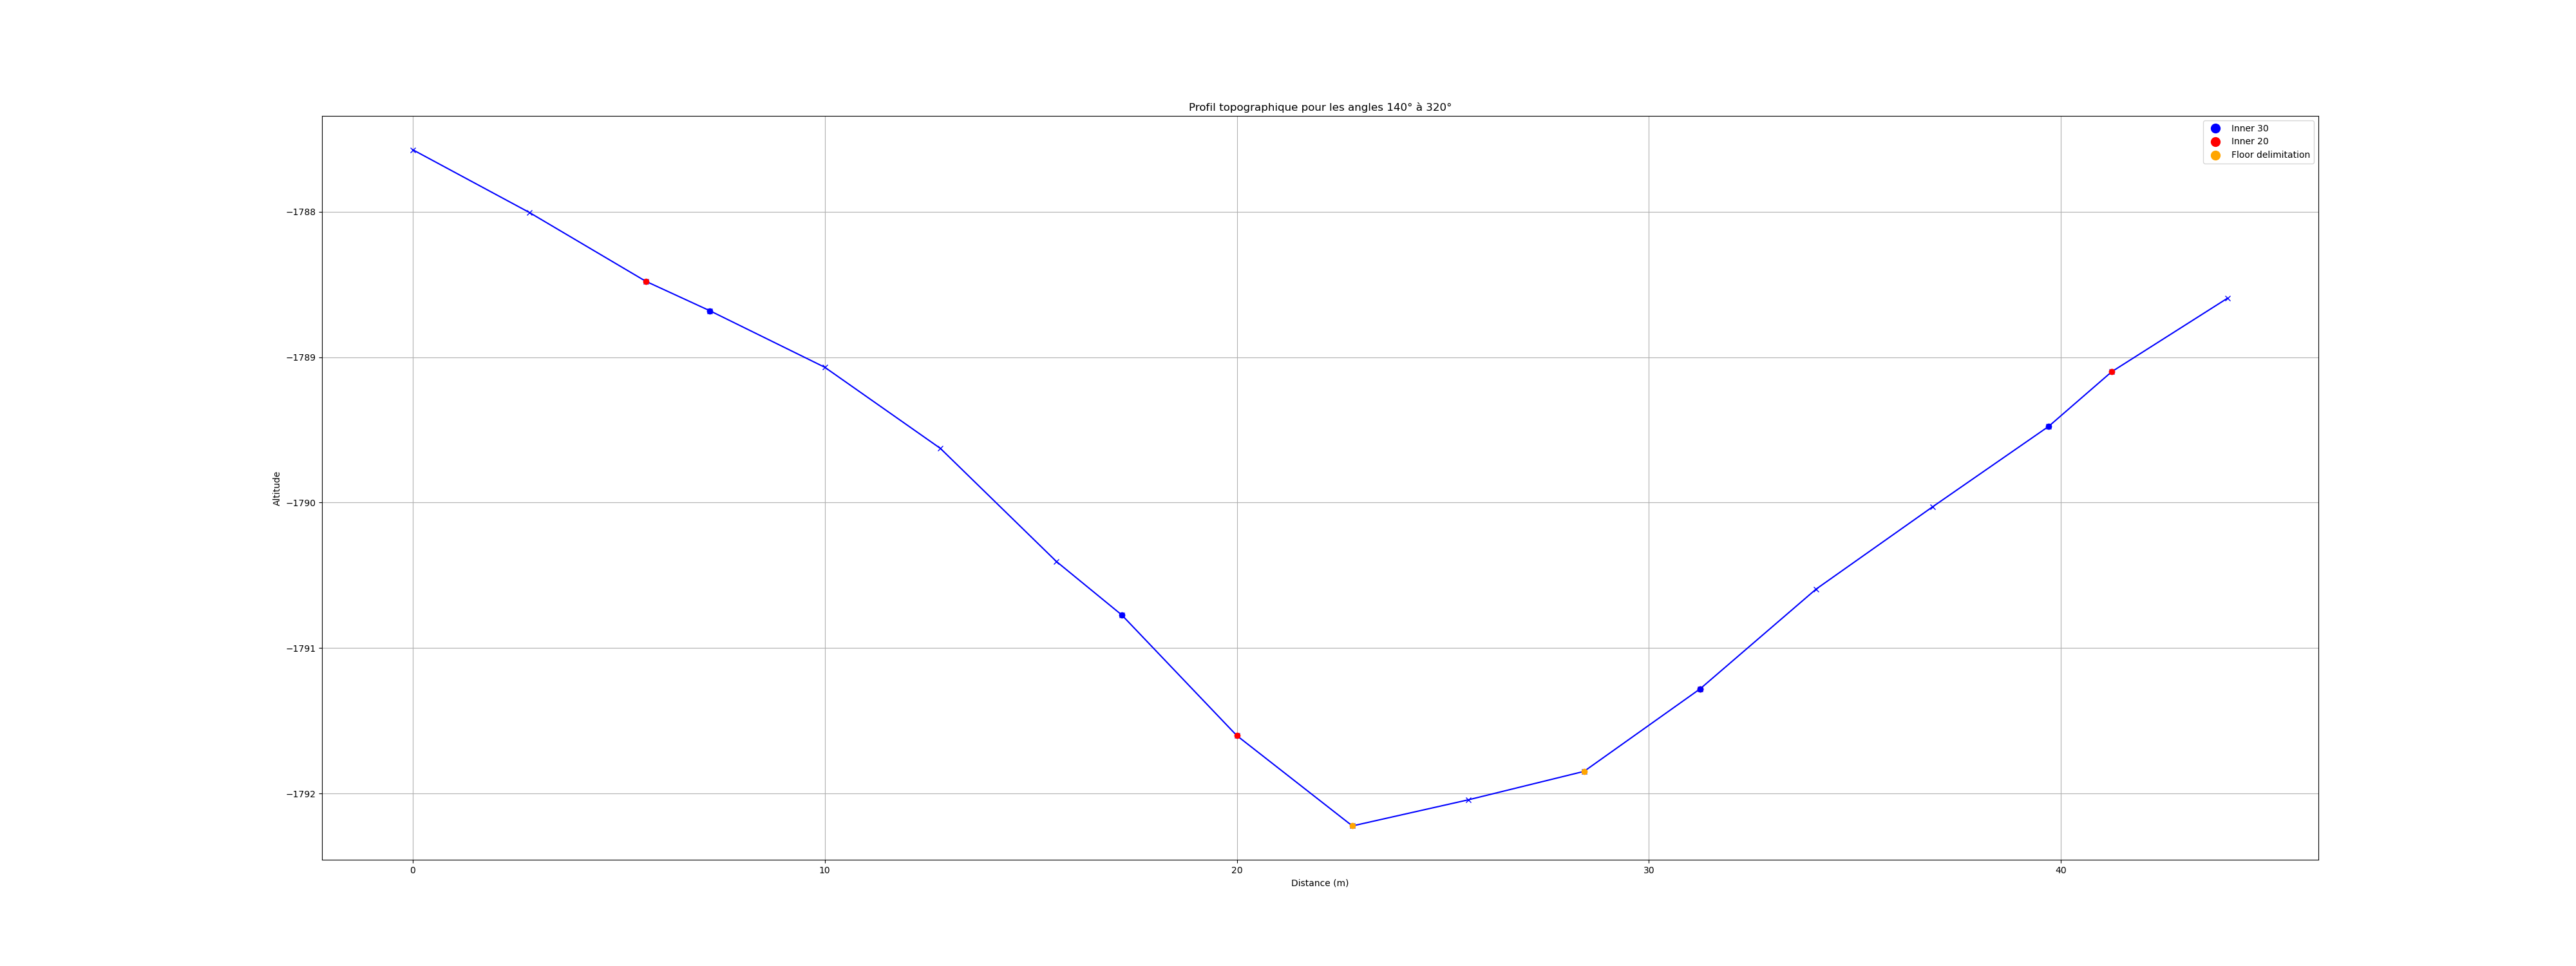 Profil topographique pour les angles 140° à 320°
Inner 30
Inner 20
Floor delimitation
−1788
−1789
−1790
−1791
−1792
Altitude
0 10 20 30 40
Distance (m)